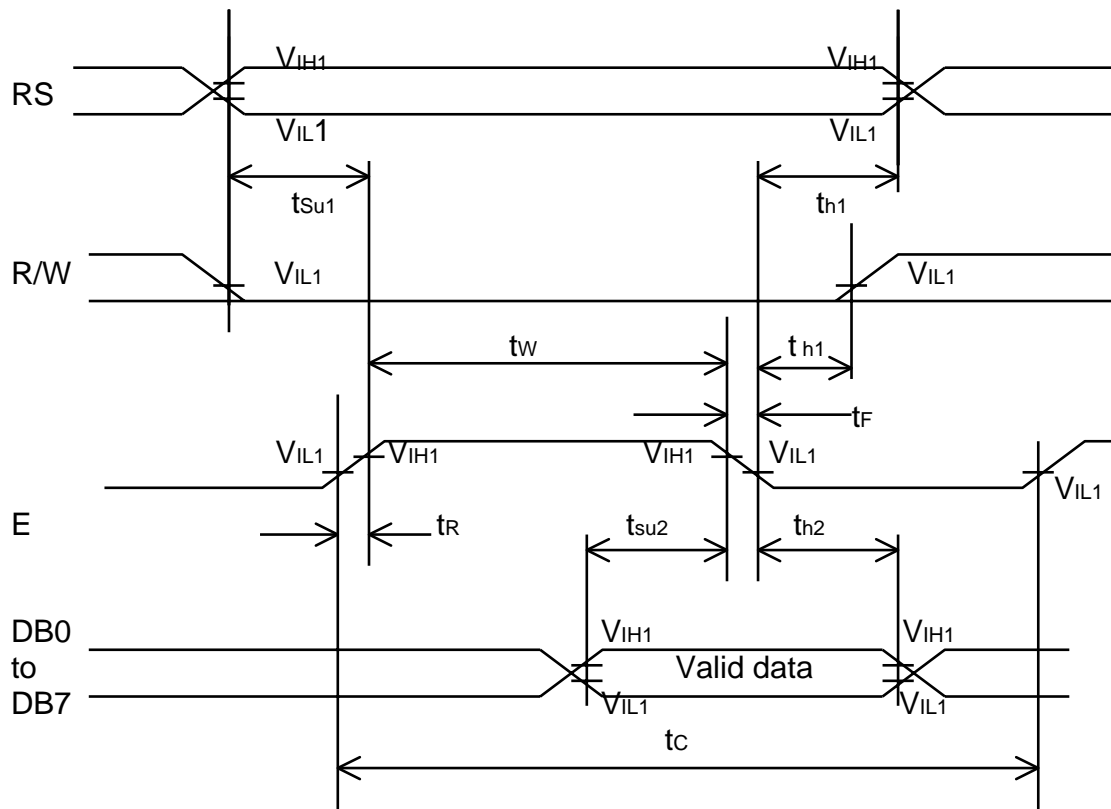 VIH1 VIH1
RS
VIL1 VIL1
tSu1 th1
R/W VIL1 VIL1
tW th1
tF
VIL1 VIH1 VIH1 VIL1 VIL1
E tR tsu2 th2
DB0 VIH1 VIH1
to Valid data
DB7 VIL1 VIL1
tC